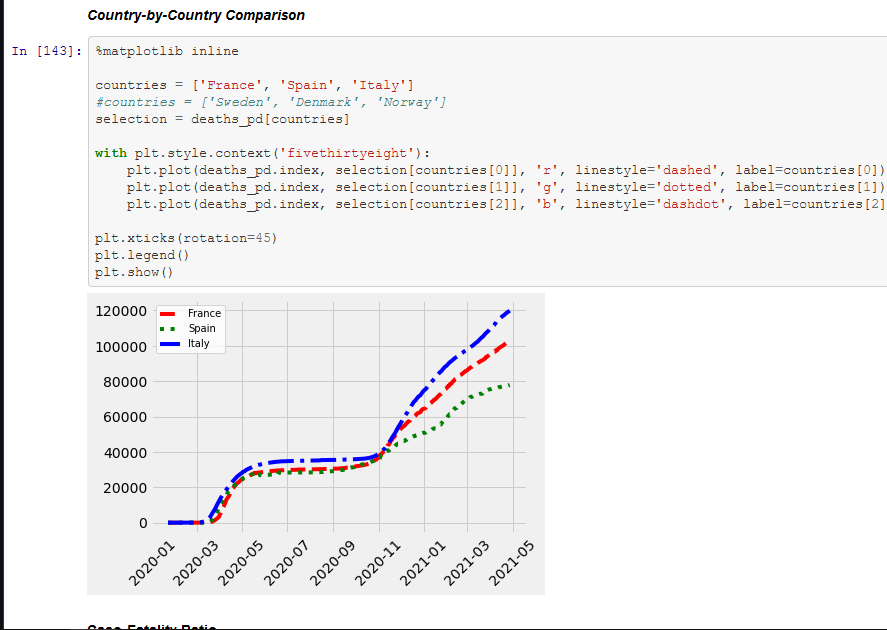 Country-by-Country Comparison
In [143]: %matplotlib inline
countries = ['France', 'Spain', 'Italy']
#countries = ['Sweden', 'Denmark', 'Norway']
selection = deaths_pd[countries]
with plt.style.context('fivethirtyeight'):
plt.plot(deaths_pd.index, selection[countries[0]], 'r', linestyle='dashed', label=countries[0])
plt.plot(deaths_pd.index, selection[countries[1]], 'g', linestyle='dotted', label=countries[1])
plt.plot(deaths_pd.index, selection[countries[2]], 'b', linestyle='dashdot', label=countries[2]
plt.xticks(rotation=45)
plt.legend()
plt.show()
120000
100000
80000
60000
40000
20000
0
France
Spain
Italy
2020-01
2020-03
2020-05
2020-07
2020-09
2020-11
2021-01
2021-03
2021-05
Case Fatality Ratio